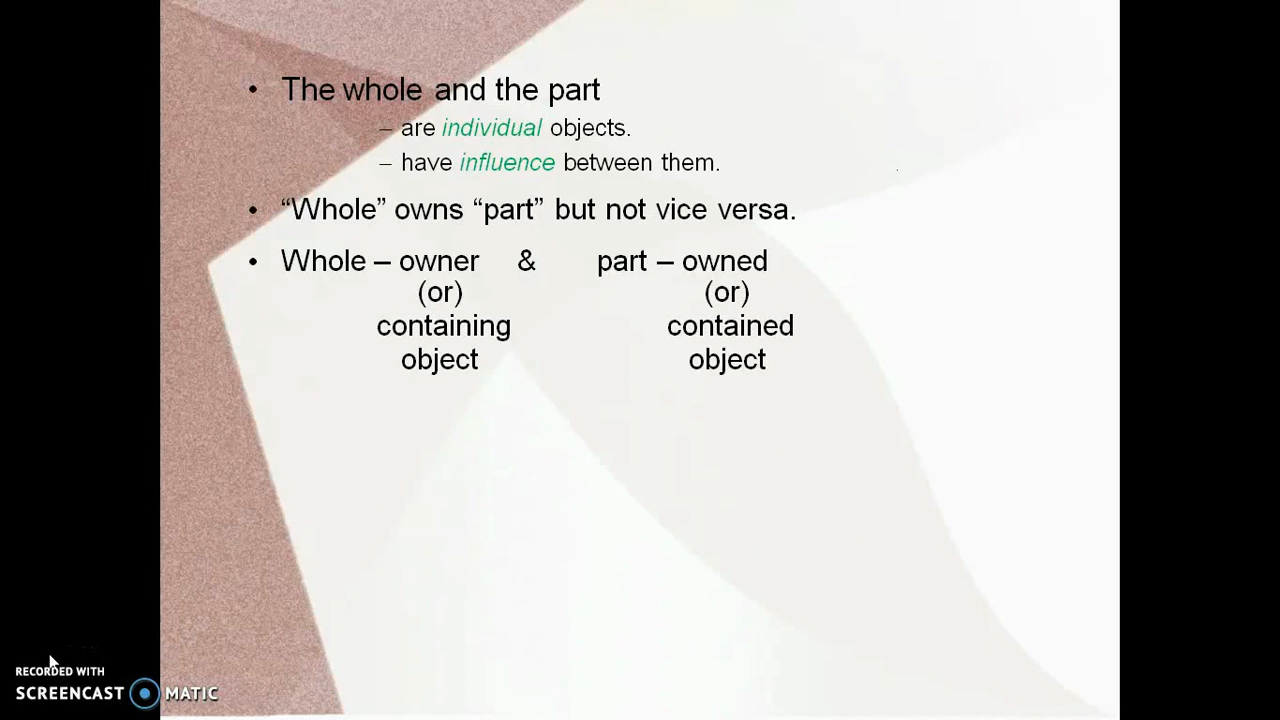 • The whole and the part
– are individual objects.
– have influence between them.
• “Whole” owns “part” but not vice versa.
• Whole – owner & part – owned
(or) (or)
containing contained
object object
RECORDED WITH
SCREENCAST MATIC